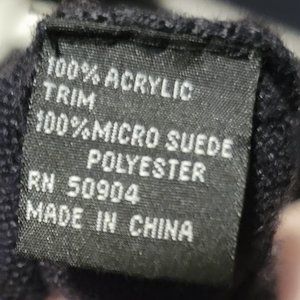 100% ACRYLIC
TRIM
100% MICRO SUEDE
POLYESTER
RN 50904
MADE IN CHINA